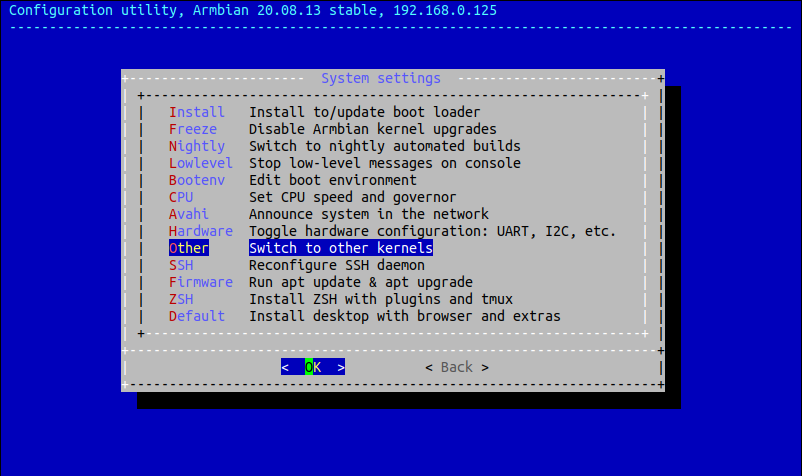 Configuration utility, Armbian 20.08.13 stable, 192.168.0.125
System settings
Install Install to/update boot loader
Freeze Disable Armbian kernel upgrades
Nightly Switch to nightly automated builds
Lowlevel Stop low-level messages on console
Bootenv Edit boot environment
CPU Set CPU speed and governor
Avahi Announce system in the network
Hardware Toggle hardware configuration: UART, I2C, etc.
Other Switch to other kernels
SSH Reconfigure SSH daemon
Firmware Run apt update & apt upgrade
ZSH Install ZSH with plugins and tmux
Default Install desktop with browser and extras
< OK > < Back >